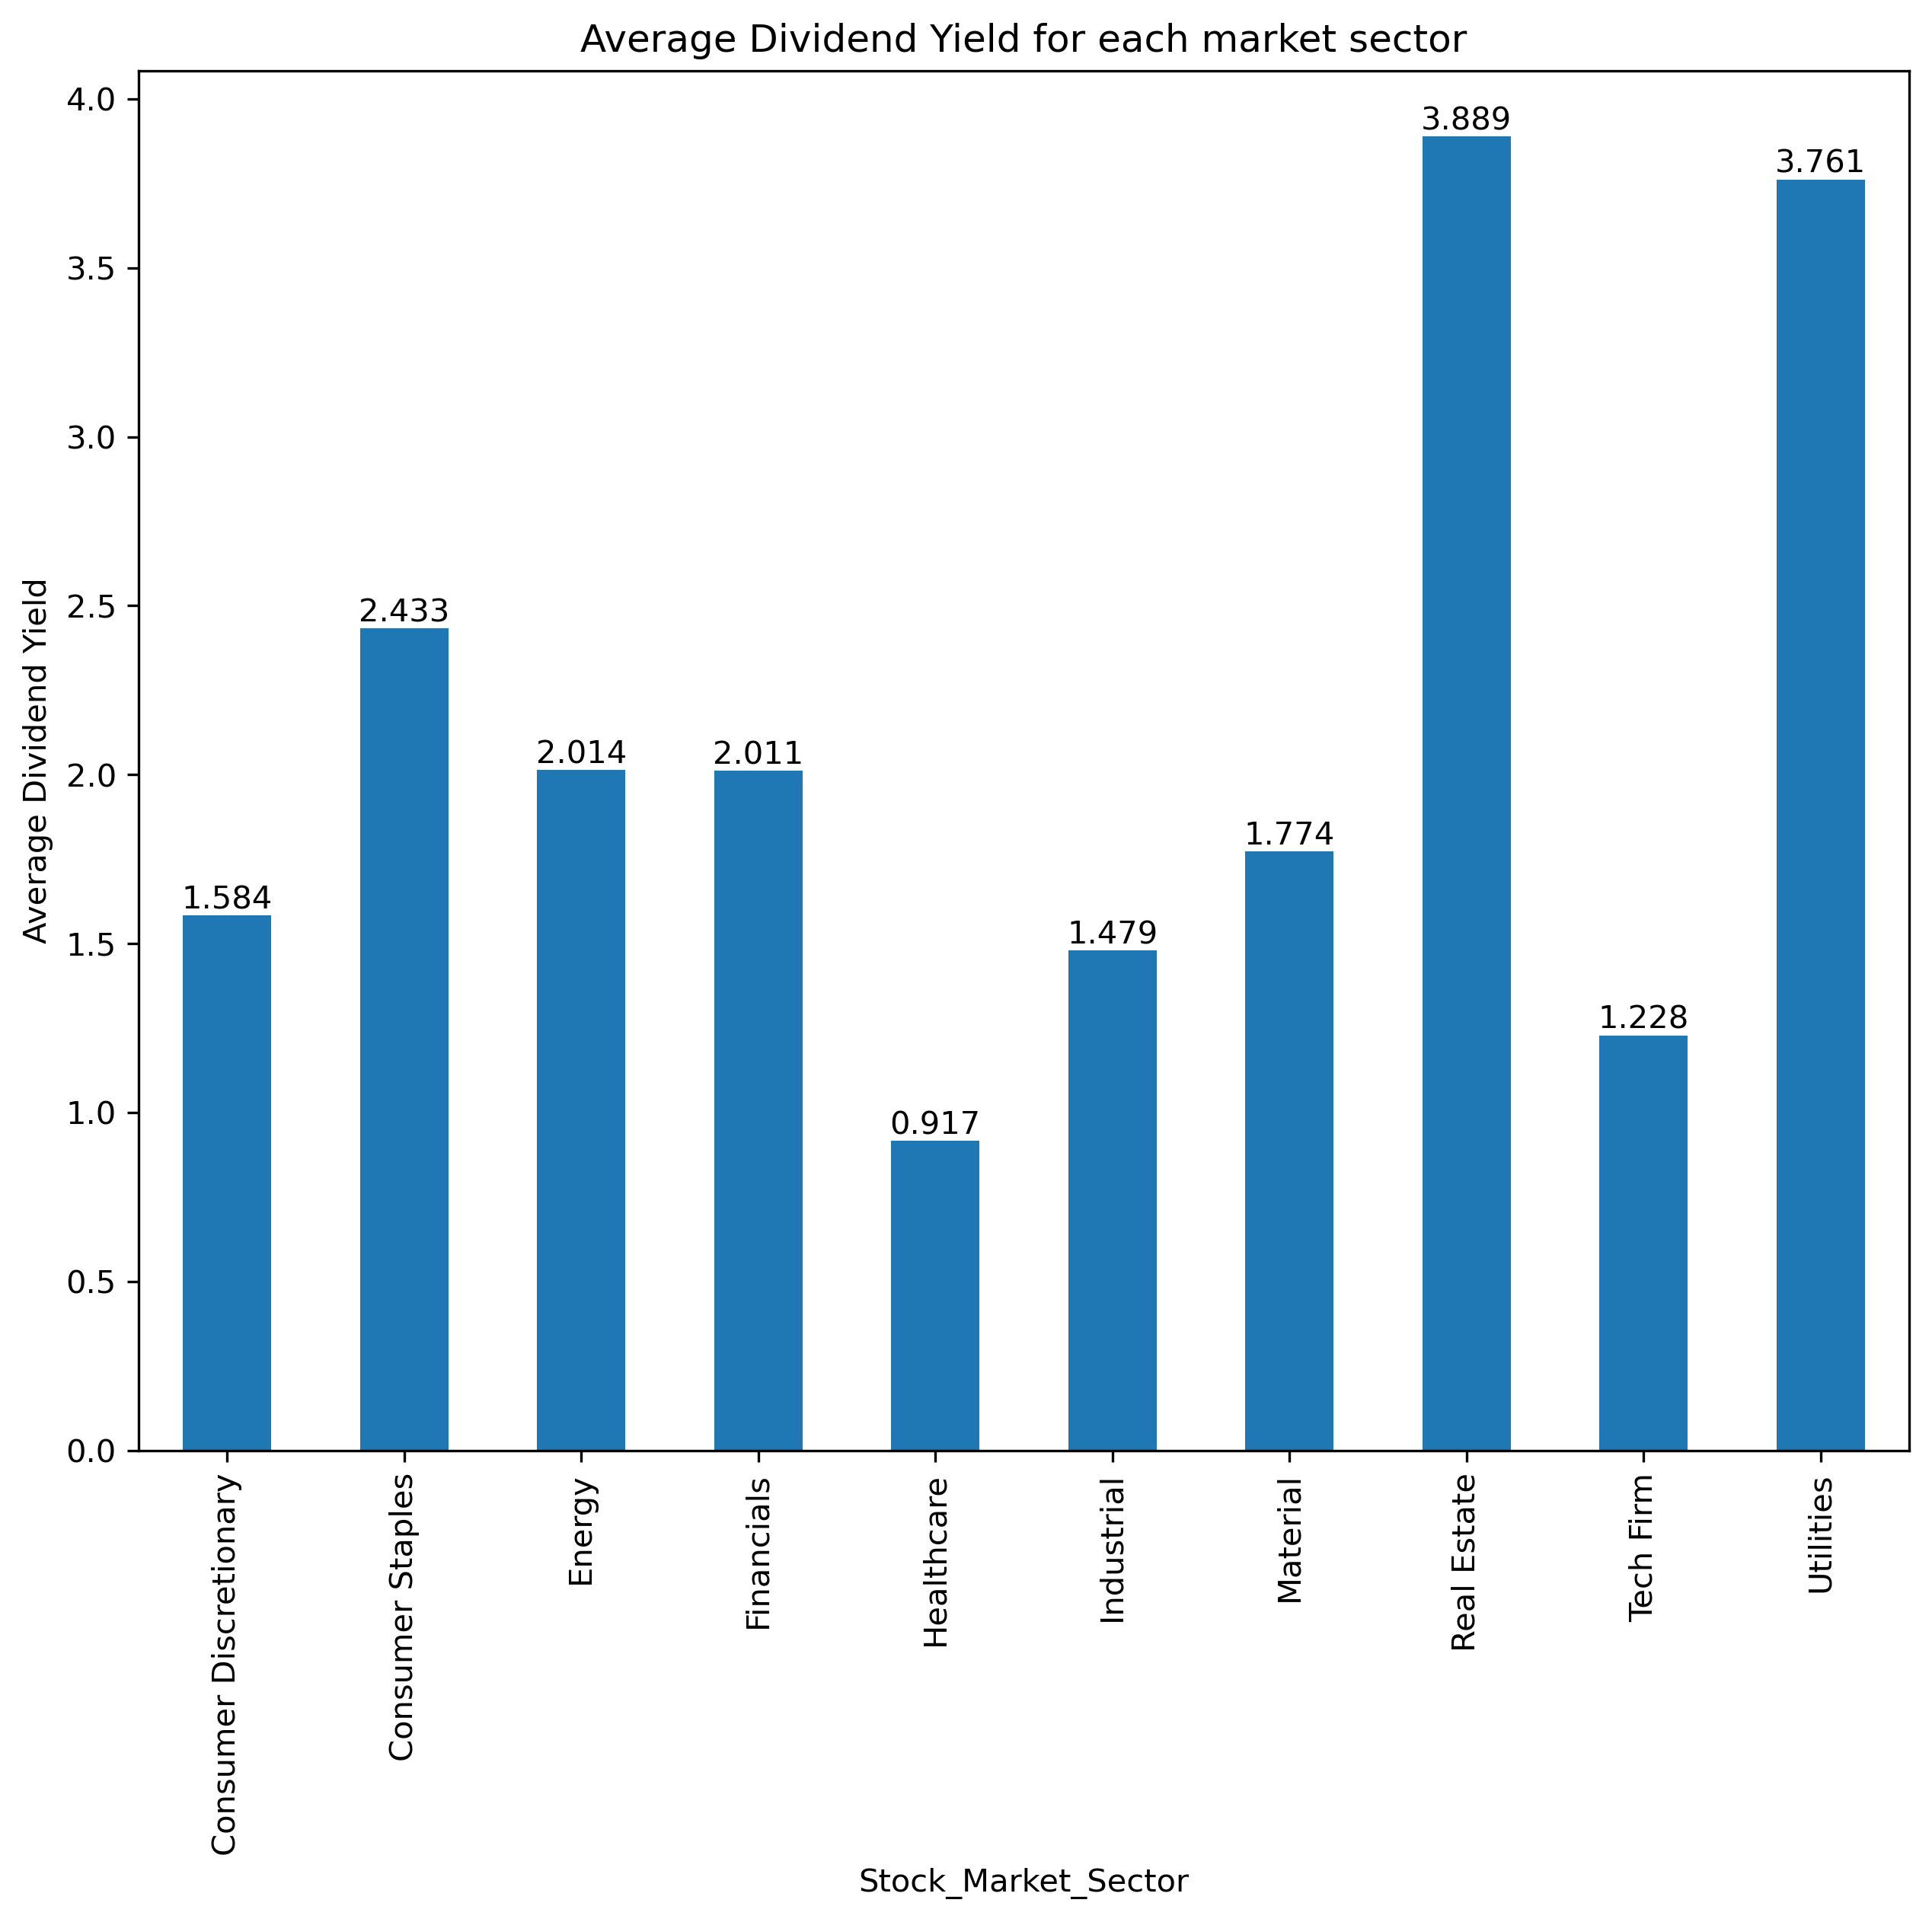 Average Dividend Yield for each market sector
Average Dividend Yield
4.0
3.5
3.0
2.5
2.0
1.5
1.0
0.5
0.0
1.584
2.433
2.014
2.011
0.917
1.479
1.774
3.889
1.228
3.761
Consumer Discretionary
Consumer Staples
Energy
Financials
Healthcare
Industrial
Material
Real Estate
Tech Firm
Utilities
Stock_Market_Sector